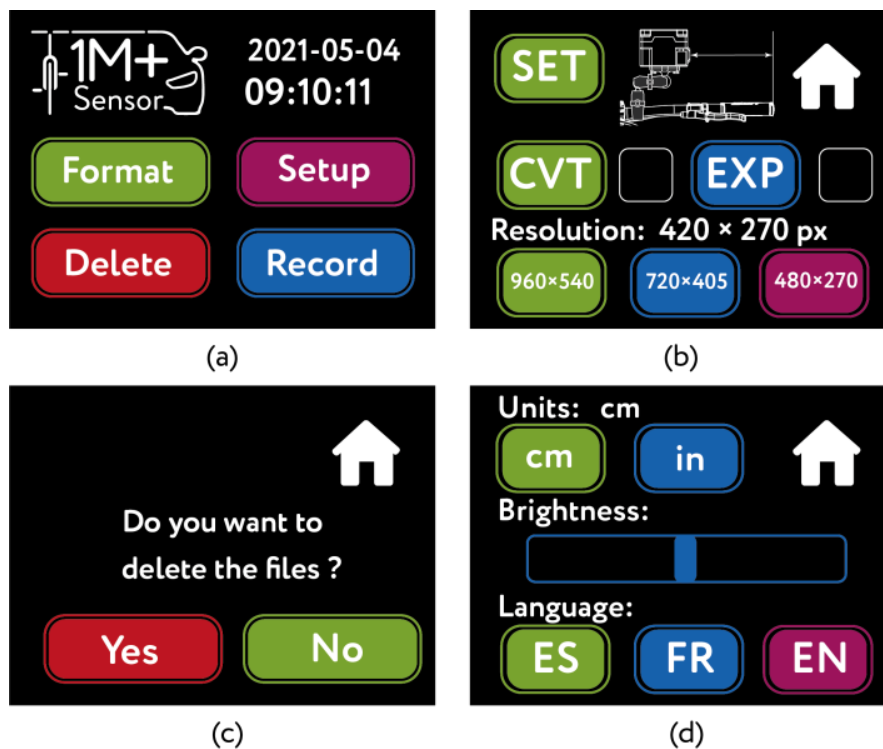 1M+
Sensor
2021-05-04
09:10:11
Format
Setup
Delete
Record
(a)
SET
CVT
EXP
Resolution: 420 × 270 px
960×540
720×405
480×270
(b)
Do you want to
delete the files ?
Yes
No
(c)
Units: cm
cm
in
Brightness:
Language:
ES
FR
EN
(d)